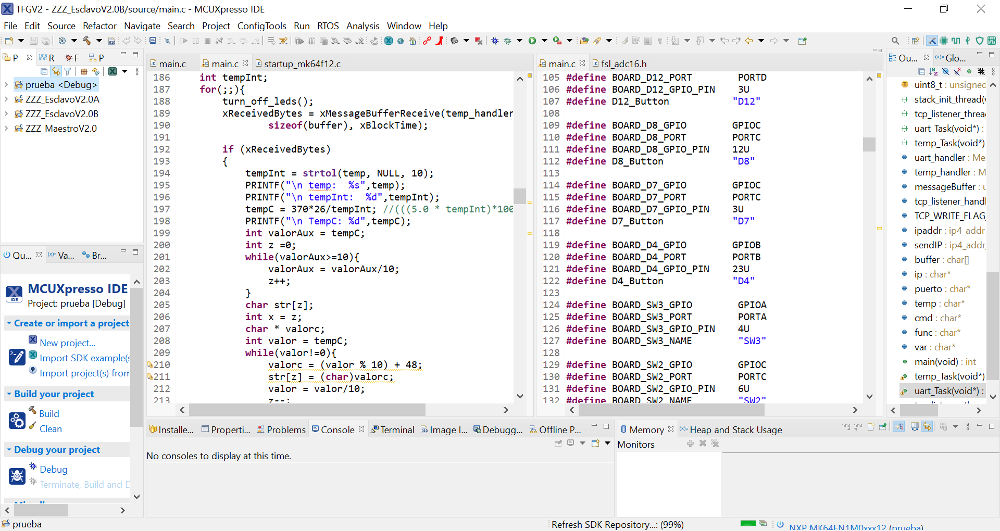 TFGV2 - ZZZ_EsclavoV2.0B/source/main.c - MCUXpresso IDE
File Edit Source Refactor Navigate Search Project ConfigTools Run RTOS Analysis Window Help
P R F P
prueba <Debug>
ZZZ_EsclavoV2.0A
ZZZ_EsclavoV2.0B
ZZZ_MaestroV2.0
Qu... (x)= Va... Br...
MCUXpresso IDE
IDE
Project: prueba [Debug]
Create or import a project
New project...
Import SDK example(s
Import project(s) from
Build your project
Build
Clean
Debug your project
Debug
Terminate, Build and D
prueba
main.c main.c startup_mk64f12.c
186 int tempInt;
187 for(;;){
188 turn_off_leds();
189 xReceivedBytes = xMessageBufferReceive(temp_handler
190 sizeof(buffer), xBlockTime);
191
192 if (xReceivedBytes)
193 {
194 tempInt = strtol(temp, NULL, 10);
195 PRINTF("\n temp:  %s",temp);
196 PRINTF("\n tempInt:  %d",tempInt);
197 tempC = 370*26/tempInt; //(((5.0 * tempInt)*100
198 PRINTF("\n TempC: %d",tempC);
199 int valorAux = tempC;
200 int z =0;
201 while(valorAux>=10){
202 valorAux = valorAux/10;
203 z++;
204 }
205 char str[z];
206 int x = z;
207 char * valorc;
208 int valor = tempC;
209 while(valor!=0){
210 valorc = (valor % 10) + 48;
211 str[z] = (char)valorc;
212 valor = valor/10;
213 z--;
main.c fsl_adc16.h
105 #define BOARD_D12_PORT PORTD
106 #define BOARD_D12_GPIO_PIN 3U
107 #define D12_Button "D12"
108
109 #define BOARD_D8_GPIO GPIOC
110 #define BOARD_D8_PORT PORTC
111 #define BOARD_D8_GPIO_PIN 12U
112 #define D8_Button "D8"
113
114 #define BOARD_D7_GPIO GPIOC
115 #define BOARD_D7_PORT PORTC
116 #define BOARD_D7_GPIO_PIN 3U
117 #define D7_Button "D7"
118
119 #define BOARD_D4_GPIO GPIOB
120 #define BOARD_D4_PORT PORTB
121 #define BOARD_D4_GPIO_PIN 23U
122 #define D4_Button "D4"
123
124 #define BOARD_SW3_GPIO GPIOA
125 #define BOARD_SW3_PORT PORTA
126 #define BOARD_SW3_GPIO_PIN 4U
127 #define BOARD_SW3_NAME "SW3"
128
129 #define BOARD_SW2_GPIO GPIOC
130 #define BOARD_SW2_PORT PORTC
131 #define BOARD_SW2_GPIO_PIN 6U
132 #define BOARD_SW2_NAME "SW2"
Ou... (x)= Glo...
uint8_t : unsigned
stack_init_thread(v
tcp_listener_threa
uart_Task(void*) :
temp_Task(void*)
uart_handler : Me
temp_handler : M
messageBuffer : u
tcp_listener_handl
TCP_WRITE_FLAG_
ipaddr : ip4_addr_
sendIP : ip4_addr_
buffer : char[]
ip : char*
puerto : char*
temp : char*
cmd : char*
func : char*
var : char*
main(void) : int
temp_Task(void*)
uart_Task(void*) :
Installe... Properti... Problems Console Terminal Image I... Debugg... Offline P...
No consoles to display at this time.
Memory (x)= Heap and Stack Usage
Monitors
Refresh SDK Repository...: (99%)
NXP MK64FN1M0xxx12 (prueba)